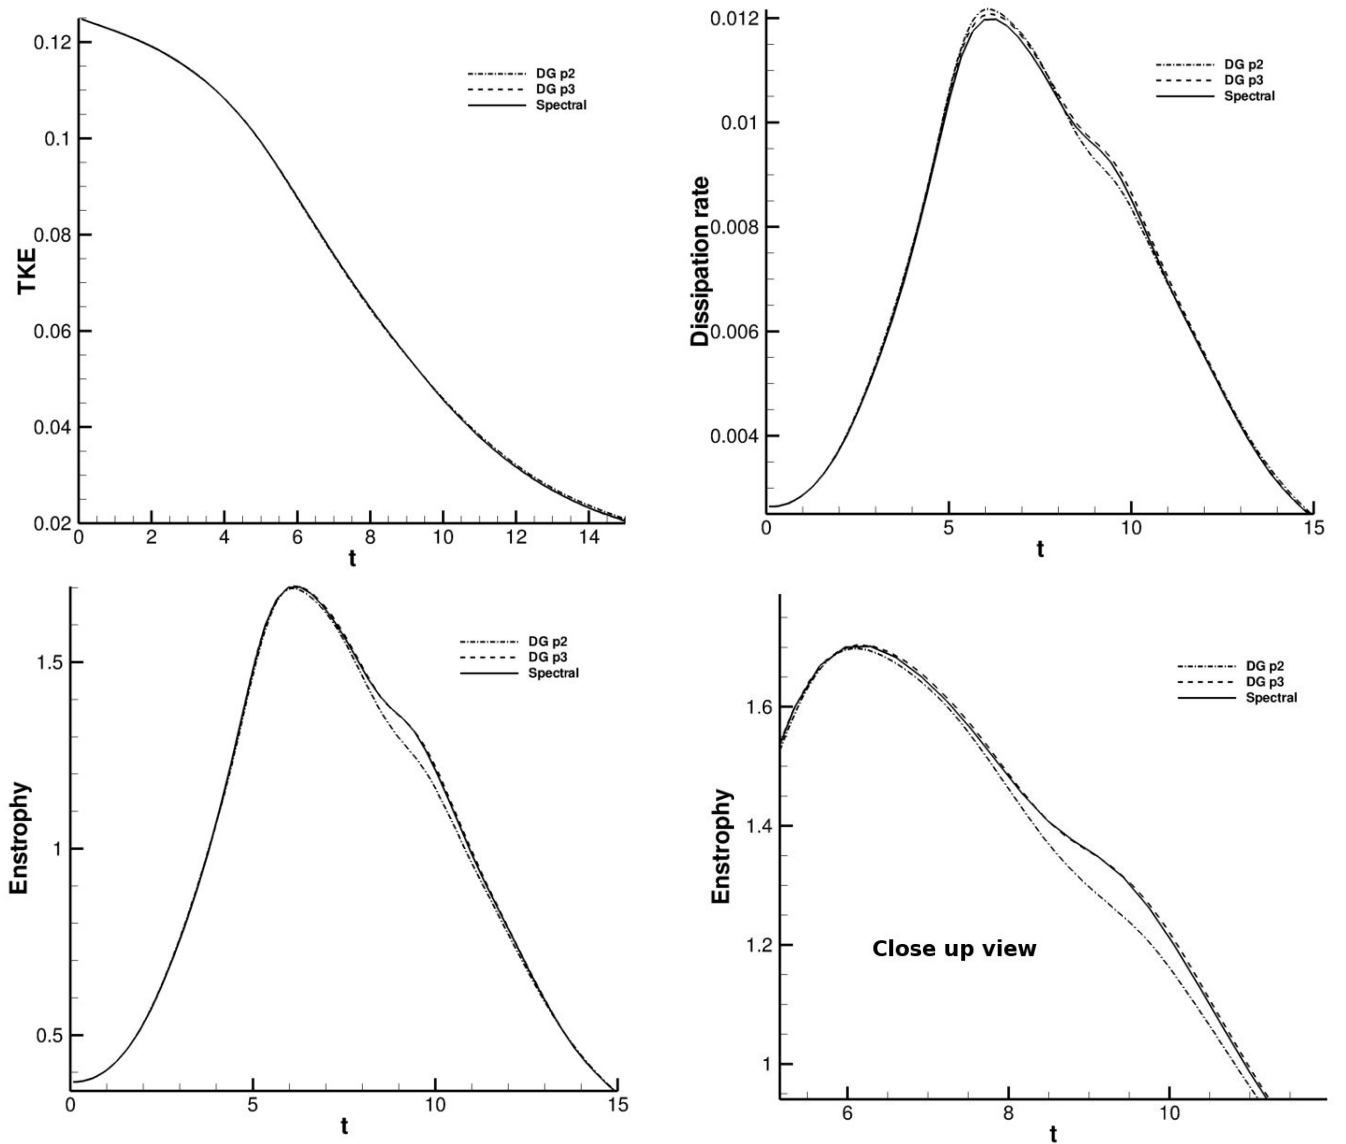 TKE
0.12
0.1
0.08
0.06
0.04
0.02
0 2 4 6 8 10 12 14
t
DG p2
DG p3
Spectral
Dissipation rate
0.012
0.01
0.008
0.006
0.004
0 5 10 15
t
DG p2
DG p3
Spectral
Enstrophy
1.5
1
0.5
0 5 10 15
t
DG p2
DG p3
Spectral
Enstrophy
1.6
1.4
1.2
1
6 8 10
t
DG p2
DG p3
Spectral
Close up view